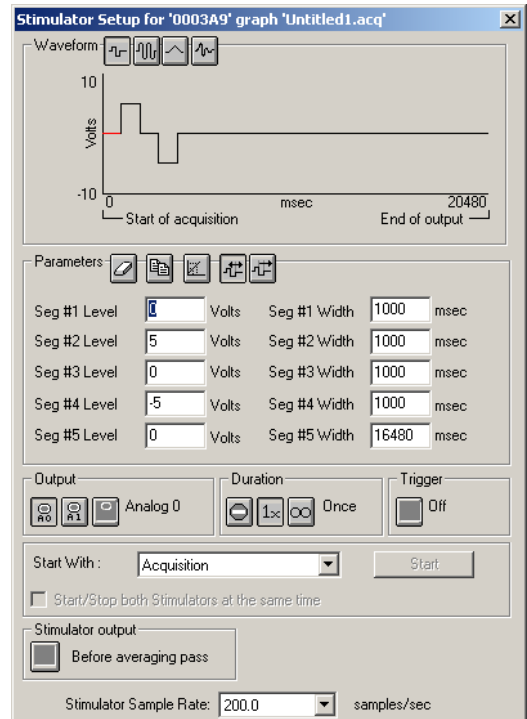 Stimulator Setup for '0003A9' graph 'Untitled1.acq'
Waveform
10
Volts
-10
0 msec 20480
Start of acquisition End of output
Parameters
Seg #1 Level 0 Volts Seg #1 Width 1000 msec
Seg #2 Level 5 Volts Seg #2 Width 1000 msec
Seg #3 Level 0 Volts Seg #3 Width 1000 msec
Seg #4 Level -5 Volts Seg #4 Width 1000 msec
Seg #5 Level 0 Volts Seg #5 Width 16480 msec
Output Duration Trigger
A0 A1 Analog 0 1x Once Off
Start With : Acquisition Start
Start/Stop both Stimulators at the same time
Stimulator output
Before averaging pass
Stimulator Sample Rate: 200.0 samples/sec